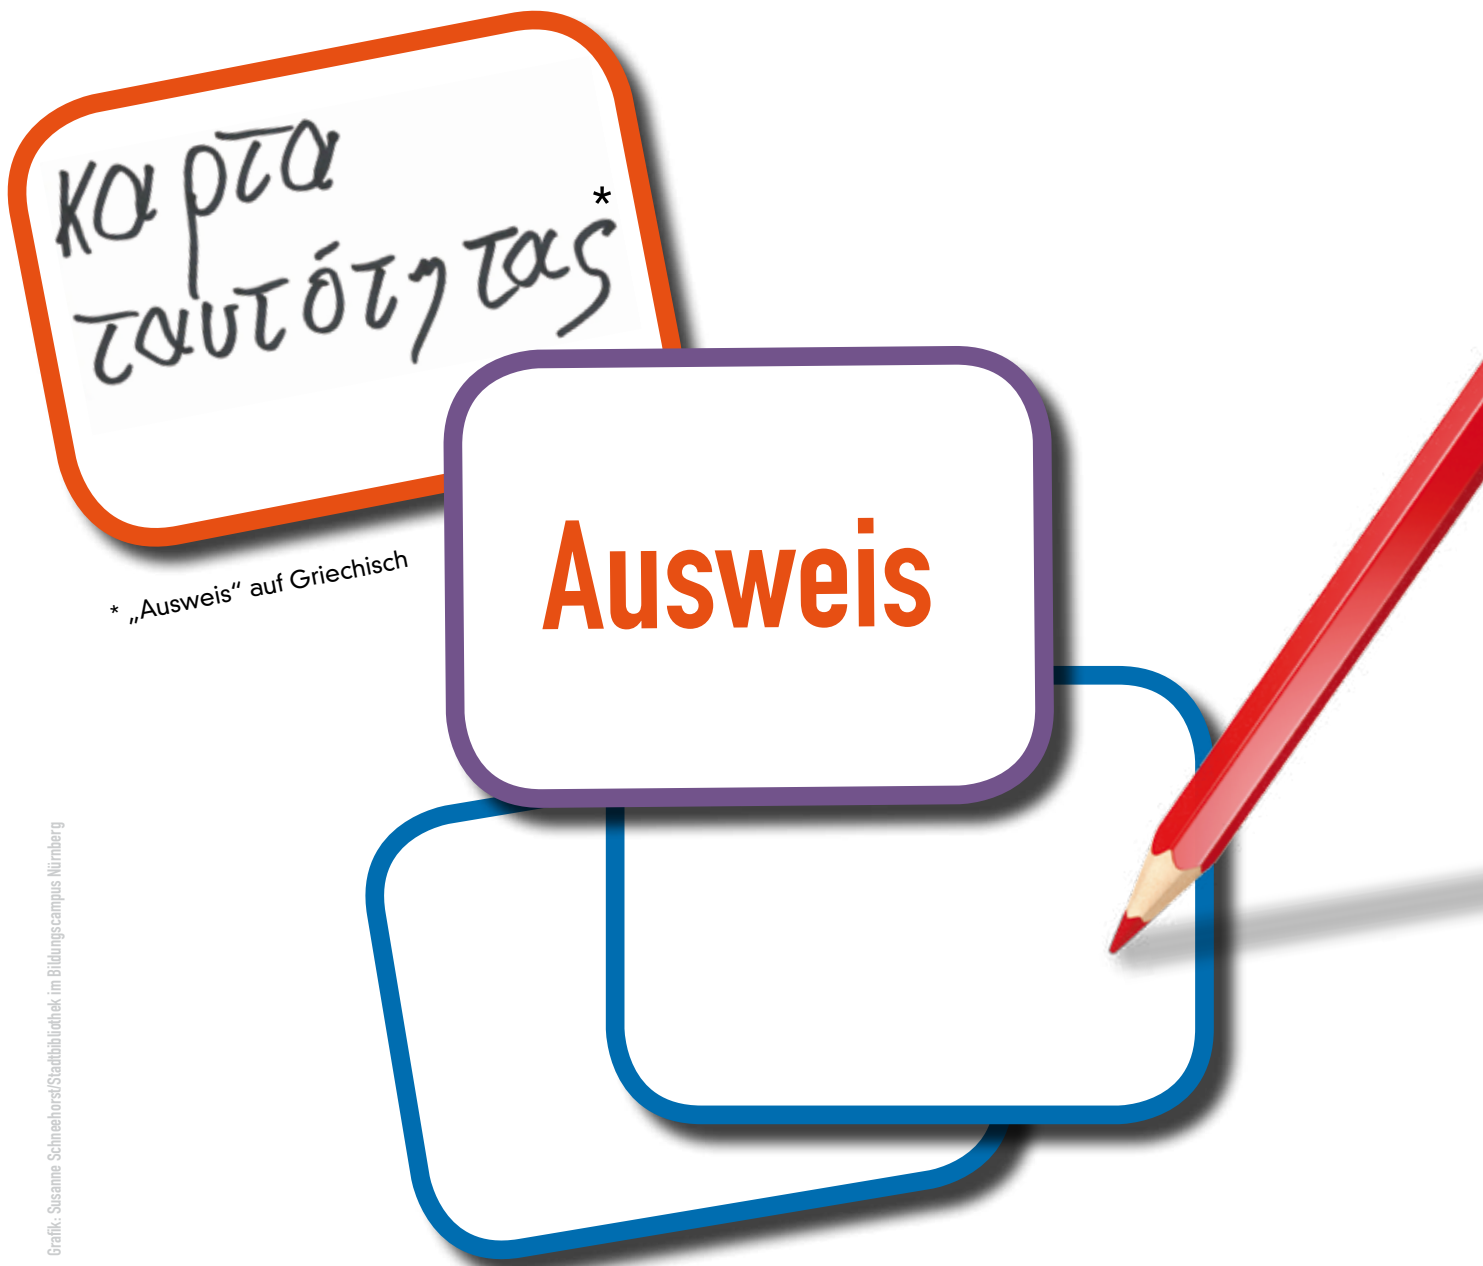 καρτα
ταυτότητας*
* „Ausweis“ auf Griechisch
Ausweis
Grafik: Susanne Schneehorst/Stadtbibliothek im Bildungscampus Nürnberg